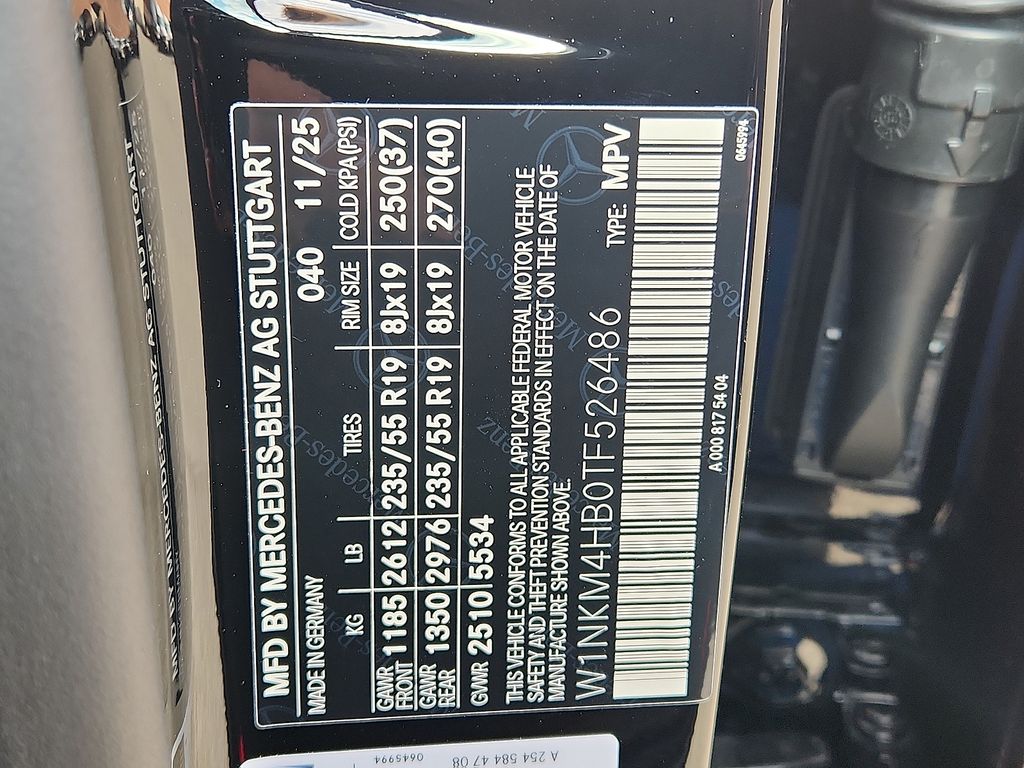 MFD BY MERCEDES-BENZ AG STUTTGART
MADE IN GERMANY 040 11/25
KG LB TIRES RIM SIZE COLD KPA(PSI)
GAWR FRONT 1185 2612 235/55 R19 8Jx19 250(37)
GAWR REAR 1350 2976 235/55 R19 8Jx19 270(40)
GVWR 2510 5534
THIS VEHICLE CONFORMS TO ALL APPLICABLE FEDERAL MOTOR VEHICLE
SAFETY AND THEFT PREVENTION STANDARDS IN EFFECT ON THE DATE OF
MANUFACTURE SHOWN ABOVE.
W1NKM4HB0TF526486 TYPE: MPV
A 000 817 54 04 0645994
A 254 584 47 08
0645994